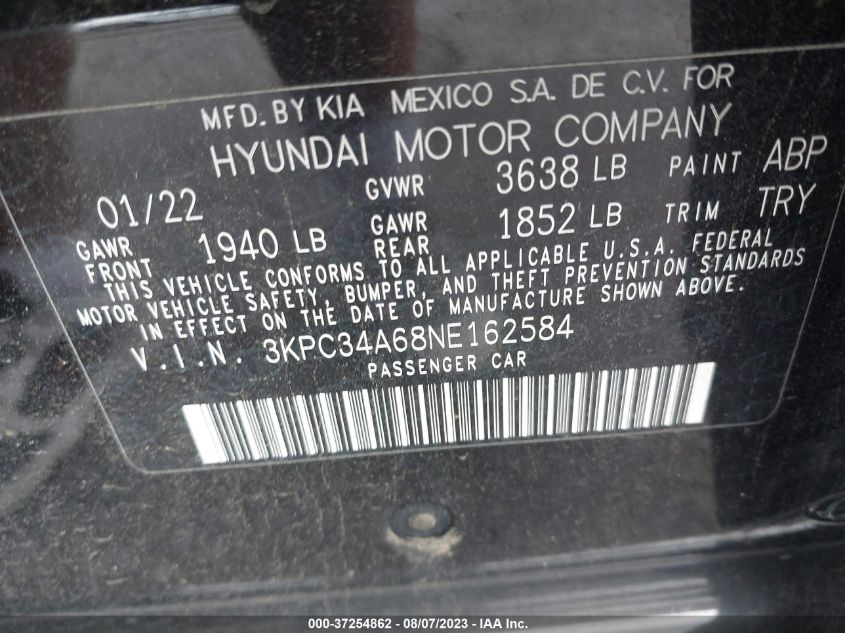 MFD. BY KIA MEXICO S.A. DE C.V. FOR
HYUNDAI MOTOR COMPANY
01/22 GVWR 3638 LB PAINT ABP
GAWR FRONT 1940 LB GAWR REAR 1852 LB TRIM TRY
THIS VEHICLE CONFORMS TO ALL APPLICABLE U.S.A. FEDERAL
MOTOR VEHICLE SAFETY, BUMPER, AND THEFT PREVENTION STANDARDS
IN EFFECT ON THE DATE OF MANUFACTURE SHOWN ABOVE.
V.I.N. 3KPC34A68NE162584
PASSENGER CAR
000-37254862 - 08/07/2023 - IAA Inc.